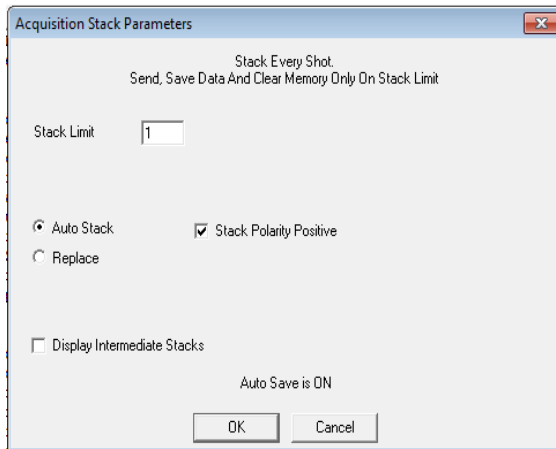 Acquisition Stack Parameters
Stack Every Shot.
Send, Save Data And Clear Memory Only On Stack Limit
Stack Limit 1
Auto Stack Stack Polarity Positive
Replace
Display Intermediate Stacks
Auto Save is ON
OK Cancel